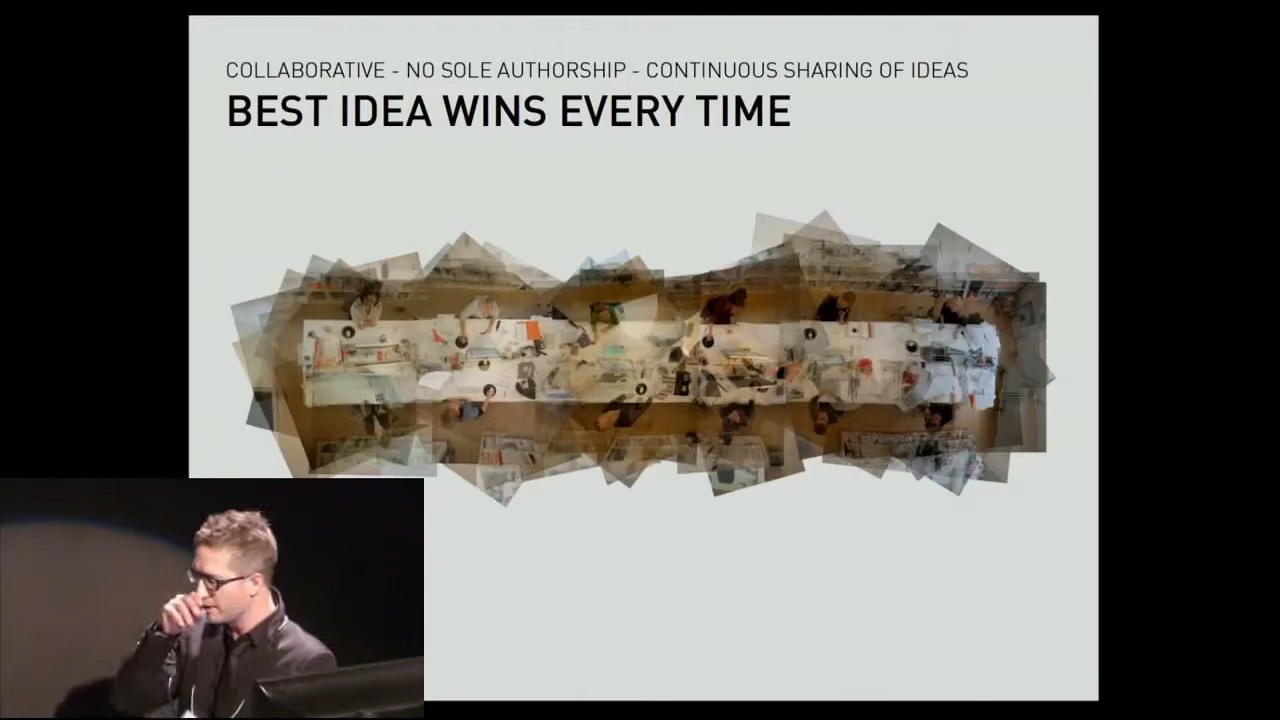 COLLABORATIVE - NO SOLE AUTHORSHIP - CONTINUOUS SHARING OF IDEAS
BEST IDEA WINS EVERY TIME